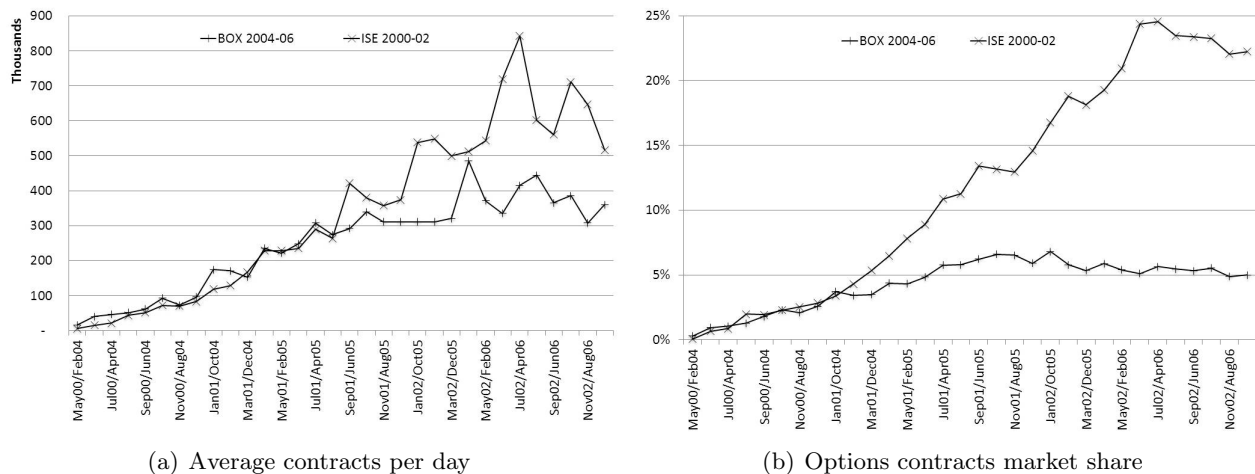 900
800
700
600
500
400
300
200
100
-
Thousands
BOX 2004-06
ISE 2000-02
May00/Feb04
Jul00/Apr04
Sep00/Jun04
Nov00/Aug04
Jan01/Oct04
Mar01/Dec04
May01/Feb05
Jul01/Apr05
Sep01/Jun05
Nov01/Aug05
Jan02/Oct05
Mar02/Dec05
May02/Feb06
Jul02/Apr06
Sep02/Jun06
Nov02/Aug06
(a) Average contracts per day
25%
20%
15%
10%
5%
0%
BOX 2004-06
ISE 2000-02
May00/Feb04
Jul00/Apr04
Sep00/Jun04
Nov00/Aug04
Jan01/Oct04
Mar01/Dec04
May01/Feb05
Jul01/Apr05
Sep01/Jun05
Nov01/Aug05
Jan02/Oct05
Mar02/Dec05
May02/Feb06
Jul02/Apr06
Sep02/Jun06
Nov02/Aug06
(b) Options contracts market share